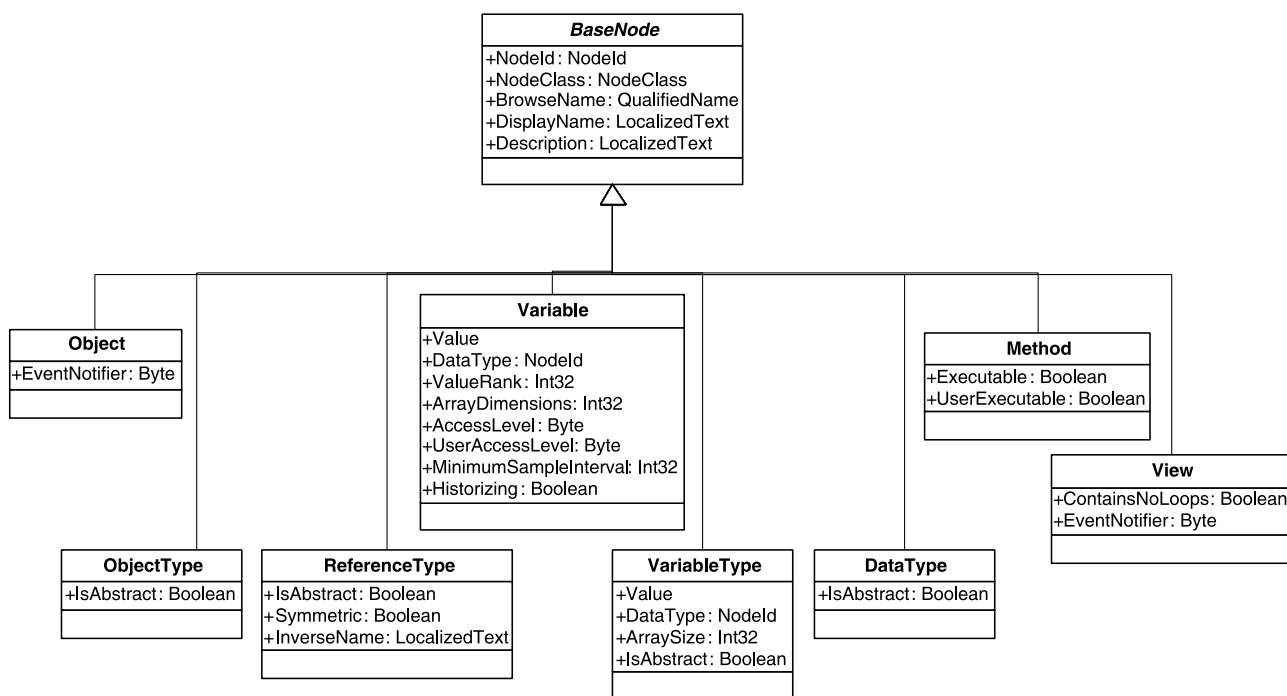 BaseNode
+NodeId: NodeId
+NodeClass: NodeClass
+BrowseName: QualifiedName
+DisplayName: LocalizedText
+Description: LocalizedText
Object
+EventNotifier: Byte
Variable
+Value
+DataType: NodeId
+ValueRank: Int32
+ArrayDimensions: Int32
+AccessLevel: Byte
+UserAccessLevel: Byte
+MinimumSampleInterval: Int32
+Historizing: Boolean
Method
+Executable: Boolean
+UserExecutable: Boolean
View
+ContainsNoLoops: Boolean
+EventNotifier: Byte
ObjectType
+IsAbstract: Boolean
ReferenceType
+IsAbstract: Boolean
+Symmetric: Boolean
+InverseName: LocalizedText
VariableType
+Value
+DataType: NodeId
+ArraySize: Int32
+IsAbstract: Boolean
DataType
+IsAbstract: Boolean